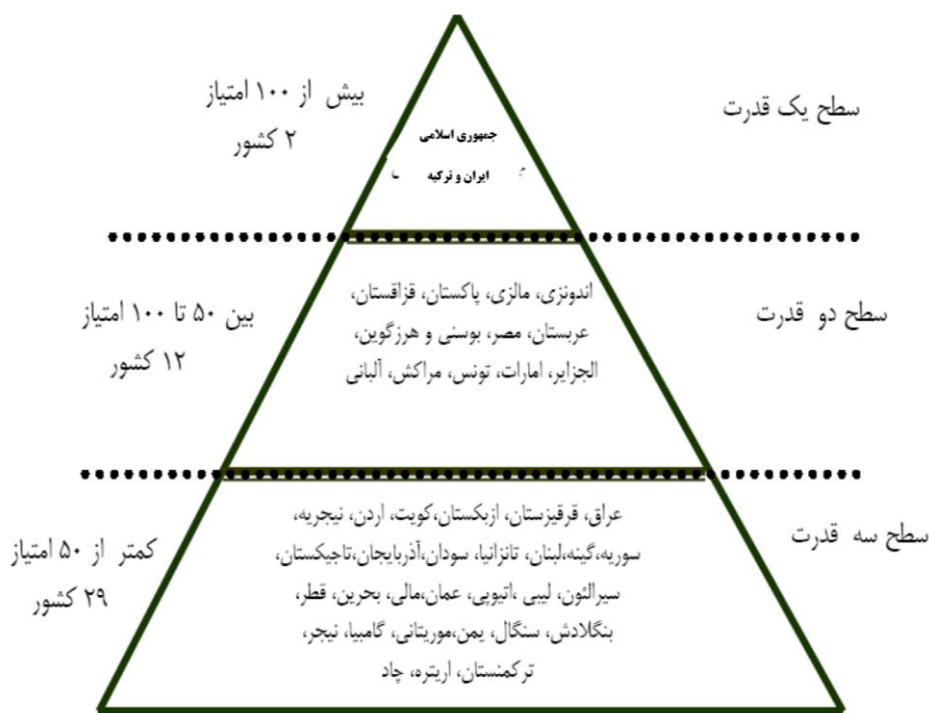 سطح یک قدرت
جمهوری اسلامی
ایران و ترکیه
بیش از ۱۰۰ امتیاز
۲ کشور
سطح دو قدرت
اندونزی، مالزی، پاکستان، قزاقستان،
عربستان، مصر، بوسنی و هرزگوین،
الجزایر، امارات، تونس، مراکش، آلبانی
بین ۵۰ تا ۱۰۰ امتیاز
۱۲ کشور
سطح سه قدرت
عراق، قرقیزستان، ازبکستان،کویت، اردن، نیجریه،
سوریه،گینه،لبنان، تانزانیا، سودان،آذربایجان،تاجیکستان،
سیرالئون، لیبی ،اتیوپی، عمان،مالی، بحرین، قطر،
بنگلادش، سنگال، یمن،موریتانی، گامبیا، نیجر،
ترکمنستان، اریتره، چاد
کمتر از ۵۰ امتیاز
۲۹ کشور